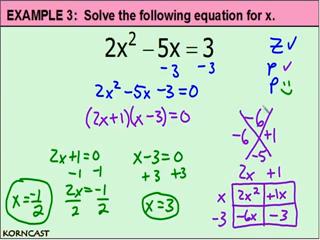 EXAMPLE 3: Solve the following equation for x.
2x² − 5x = 3
−3 −3
2x² − 5x − 3 = 0
(2x+1)(x−3) = 0
2x+1=0
−1 −1
2x = −1
2 2
x = −1/2
x−3=0
+3 +3
x=3
Z ✓
P ✓
P
−6
−6 +1
−5
2x +1
x 2x² +1x
−3 −6x −3
KORNCAST